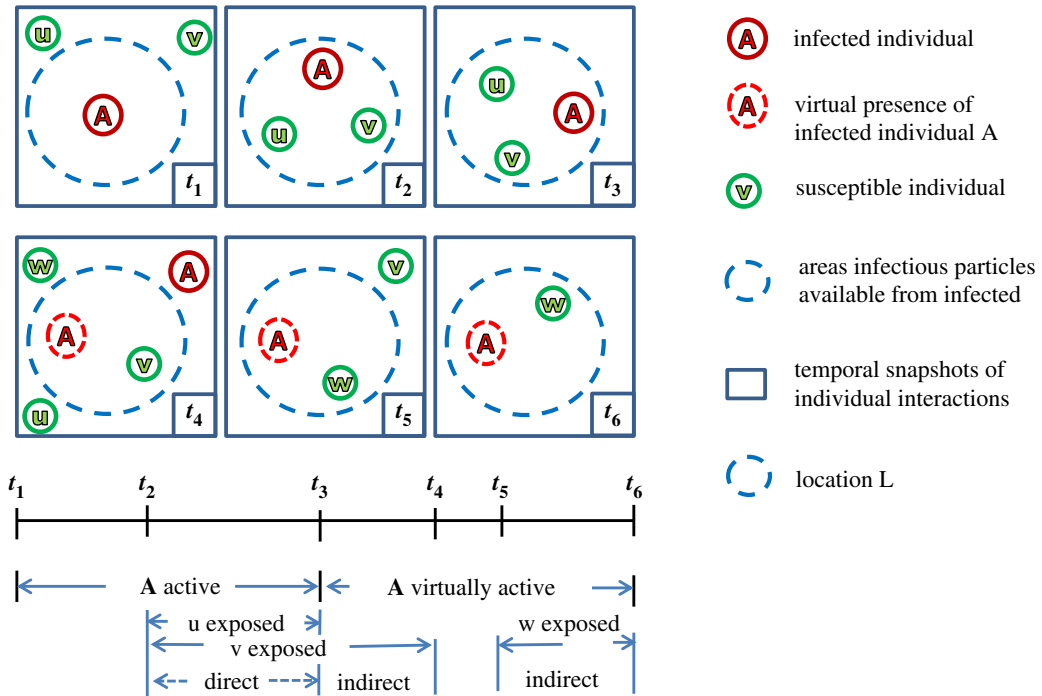 u
v
A
t1
A
u
v
t2
u
A
v
t3
w
A
A
v
u
t4
v
A
w
t5
w
A
t6
A infected individual
A virtual presence of
infected individual A
v susceptible individual
areas infectious particles
available from infected
temporal snapshots of
individual interactions
location L
t1 t2 t3 t4 t5 t6
A active A virtually active
u exposed w exposed
v exposed
direct indirect indirect